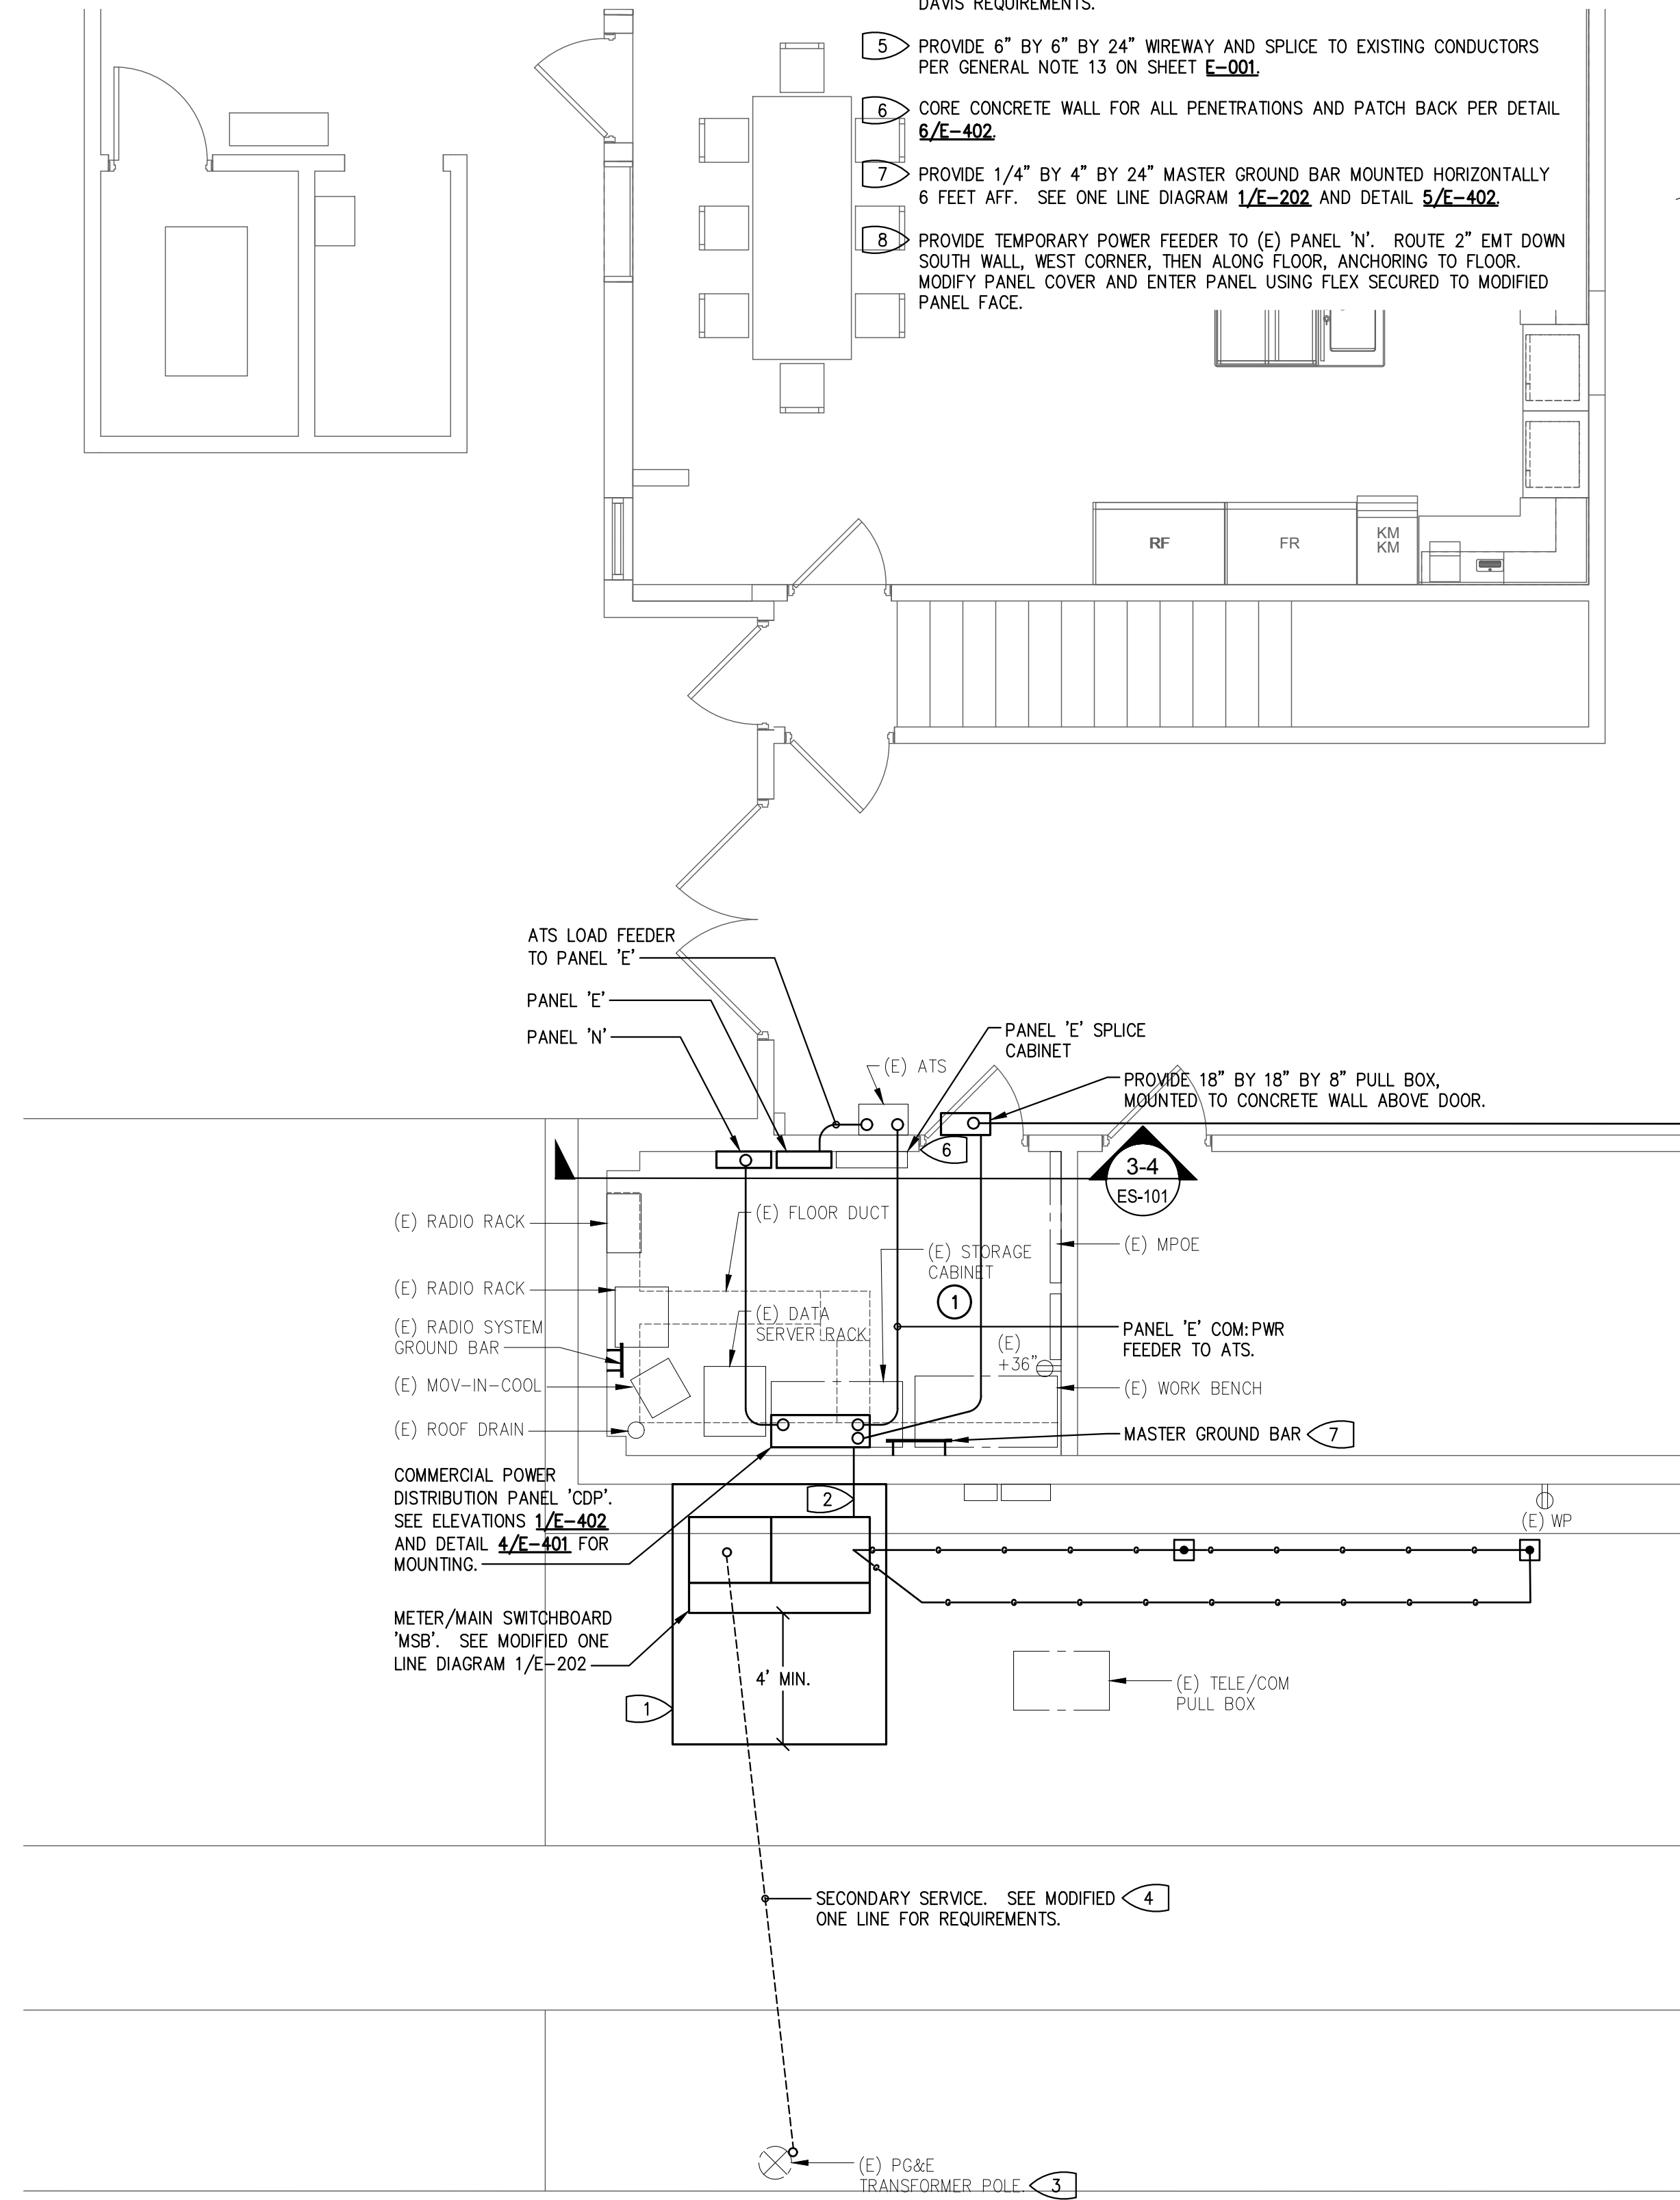 DAVIS REQUIREMENTS.
5 PROVIDE 6" BY 6" BY 24" WIREWAY AND SPLICE TO EXISTING CONDUCTORS
PER GENERAL NOTE 13 ON SHEET E-001.
6 CORE CONCRETE WALL FOR ALL PENETRATIONS AND PATCH BACK PER DETAIL
6/E-402.
7 PROVIDE 1/4" BY 4" BY 24" MASTER GROUND BAR MOUNTED HORIZONTALLY
6 FEET AFF. SEE ONE LINE DIAGRAM 1/E-202 AND DETAIL 5/E-402.
8 PROVIDE TEMPORARY POWER FEEDER TO (E) PANEL 'N'. ROUTE 2" EMT DOWN
SOUTH WALL, WEST CORNER, THEN ALONG FLOOR, ANCHORING TO FLOOR.
MODIFY PANEL COVER AND ENTER PANEL USING FLEX SECURED TO MODIFIED
PANEL FACE.
RF
FR
KM
KM
ATS LOAD FEEDER
TO PANEL 'E'
PANEL 'E'
PANEL 'N'
PANEL 'E' SPLICE
CABINET
(E) ATS
PROVIDE 18" BY 18" BY 8" PULL BOX,
MOUNTED TO CONCRETE WALL ABOVE DOOR.
6
3-4
ES-101
(E) RADIO RACK
(E) FLOOR DUCT
(E) STORAGE
CABINET
(E) MPOE
(E) RADIO RACK
1
(E) DATA
SERVER RACK
(E) RADIO SYSTEM
GROUND BAR
(E)
+36"
PANEL 'E' COM:PWR
FEEDER TO ATS.
(E) MOV-IN-COOL
(E) WORK BENCH
(E) ROOF DRAIN
MASTER GROUND BAR 7
COMMERCIAL POWER
DISTRIBUTION PANEL 'CDP'.
SEE ELEVATIONS 1/E-402
AND DETAIL 4/E-401 FOR
MOUNTING.
2
(E) WP
METER/MAIN SWITCHBOARD
'MSB'. SEE MODIFIED ONE
LINE DIAGRAM 1/E-202
4' MIN.
1
(E) TELE/COM
PULL BOX
SECONDARY SERVICE. SEE MODIFIED 4
ONE LINE FOR REQUIREMENTS.
(E) PG&E
TRANSFORMER POLE. 3